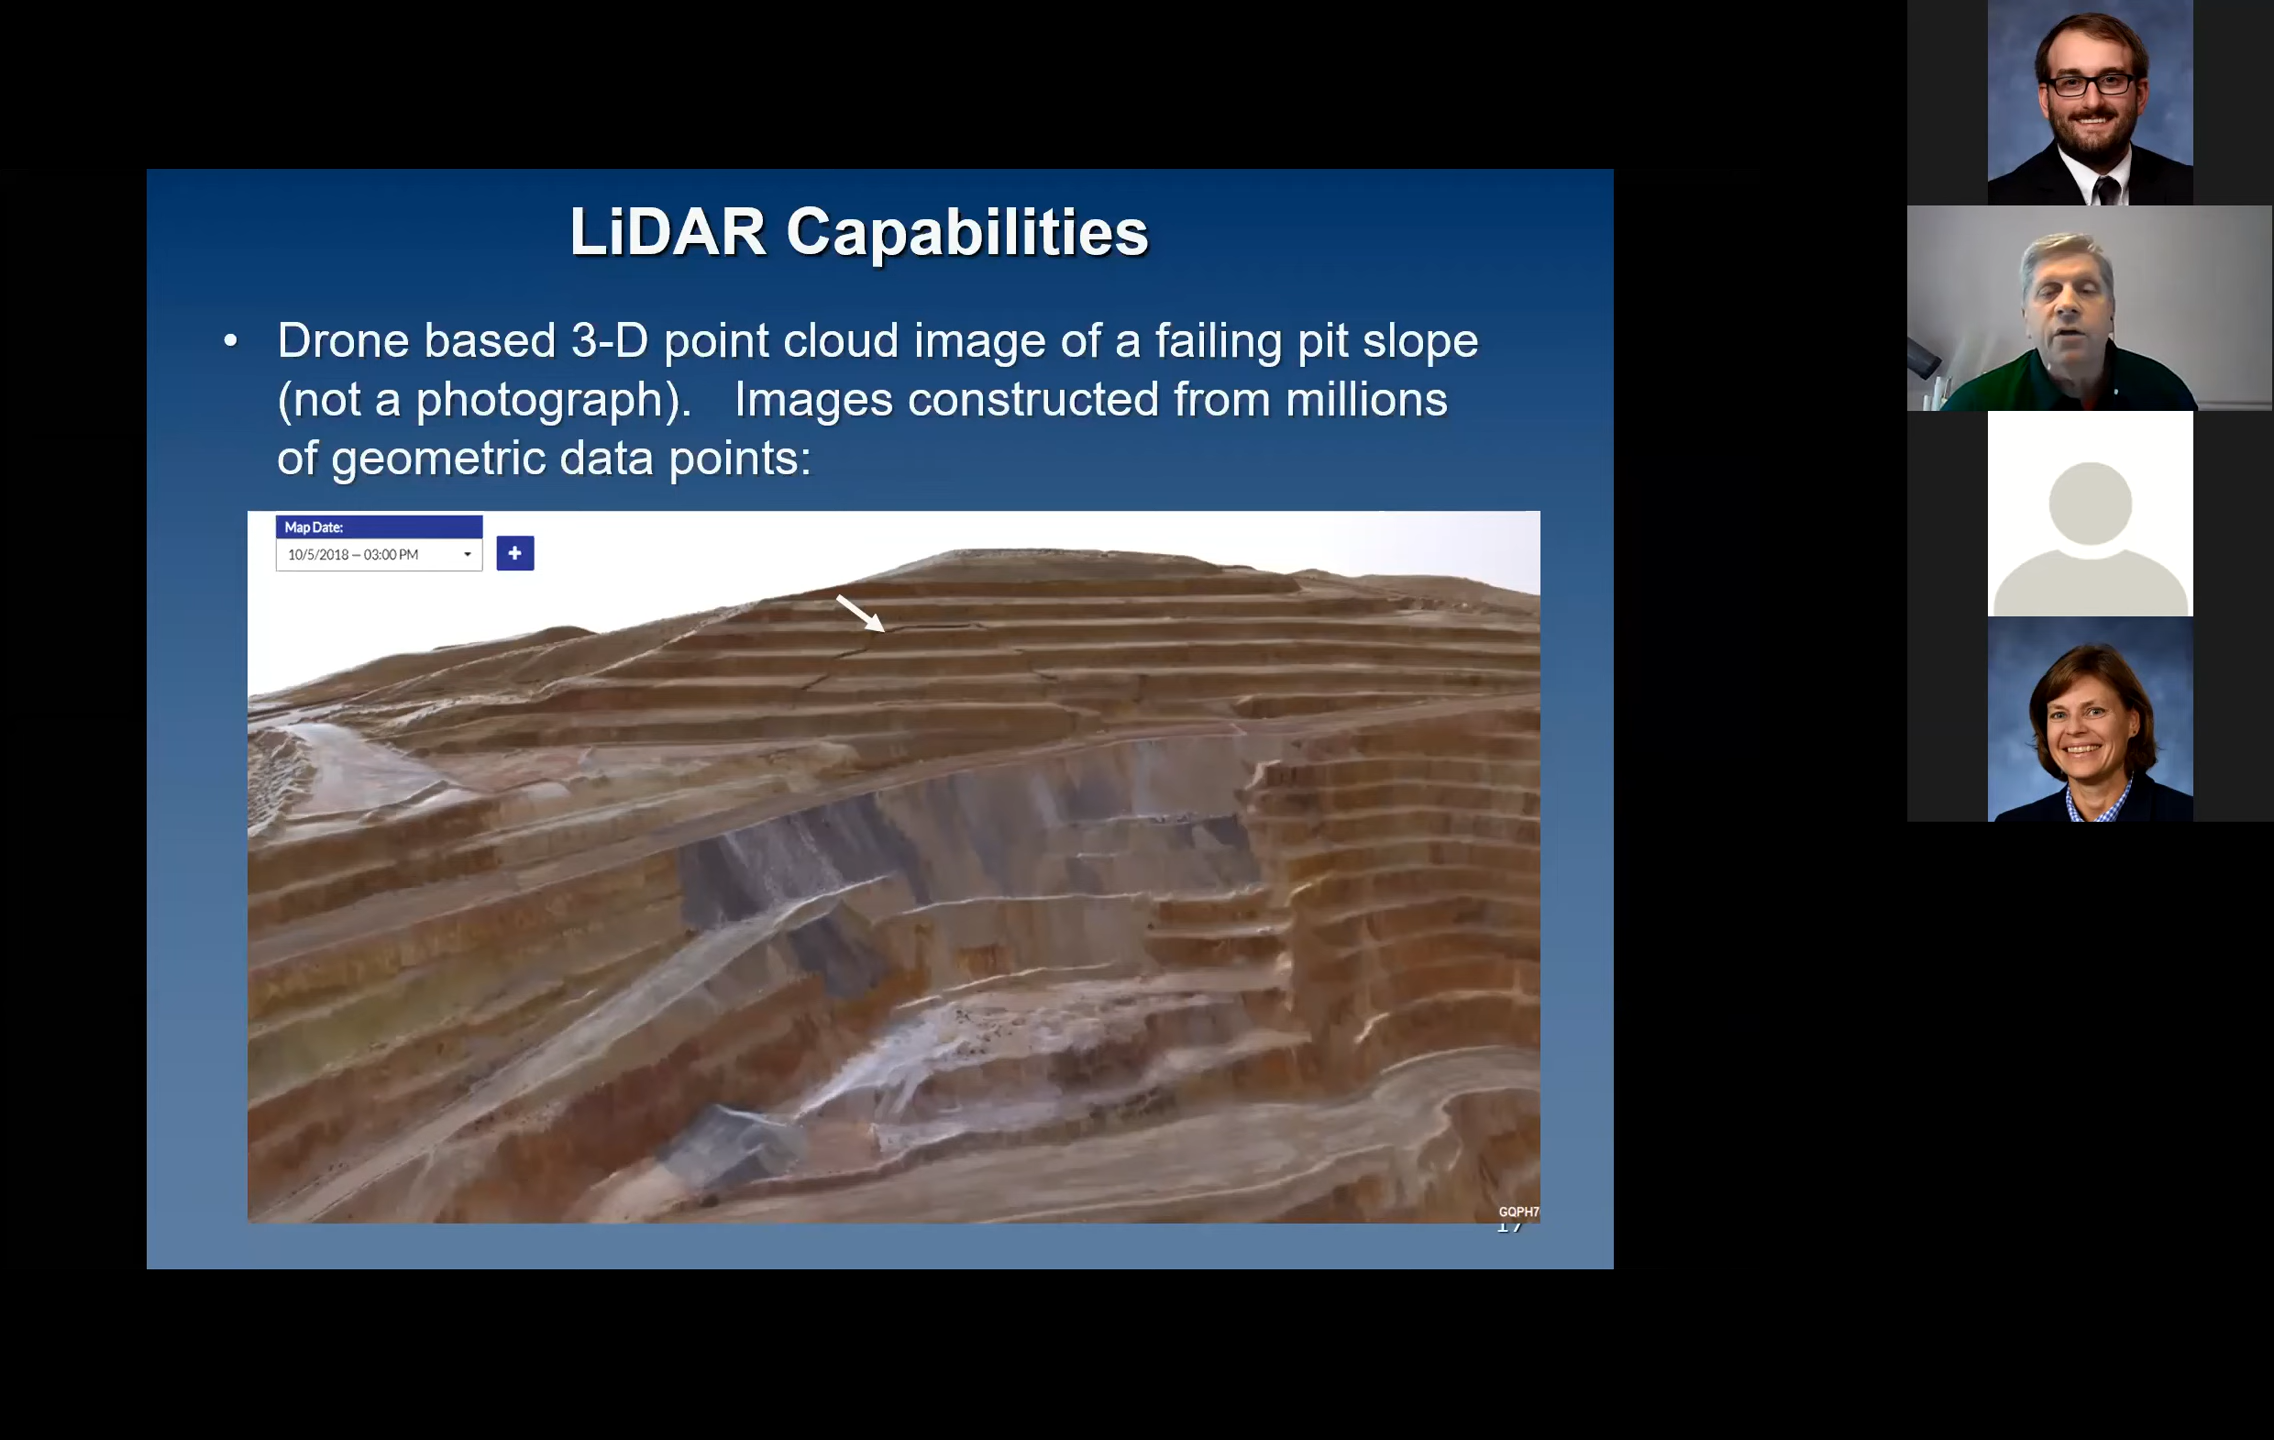 LiDAR Capabilities
• Drone based 3-D point cloud image of a failing pit slope
(not a photograph). Images constructed from millions
of geometric data points:
Map Date:
10/5/2018 – 03:00 PM
+
GQPH7
17